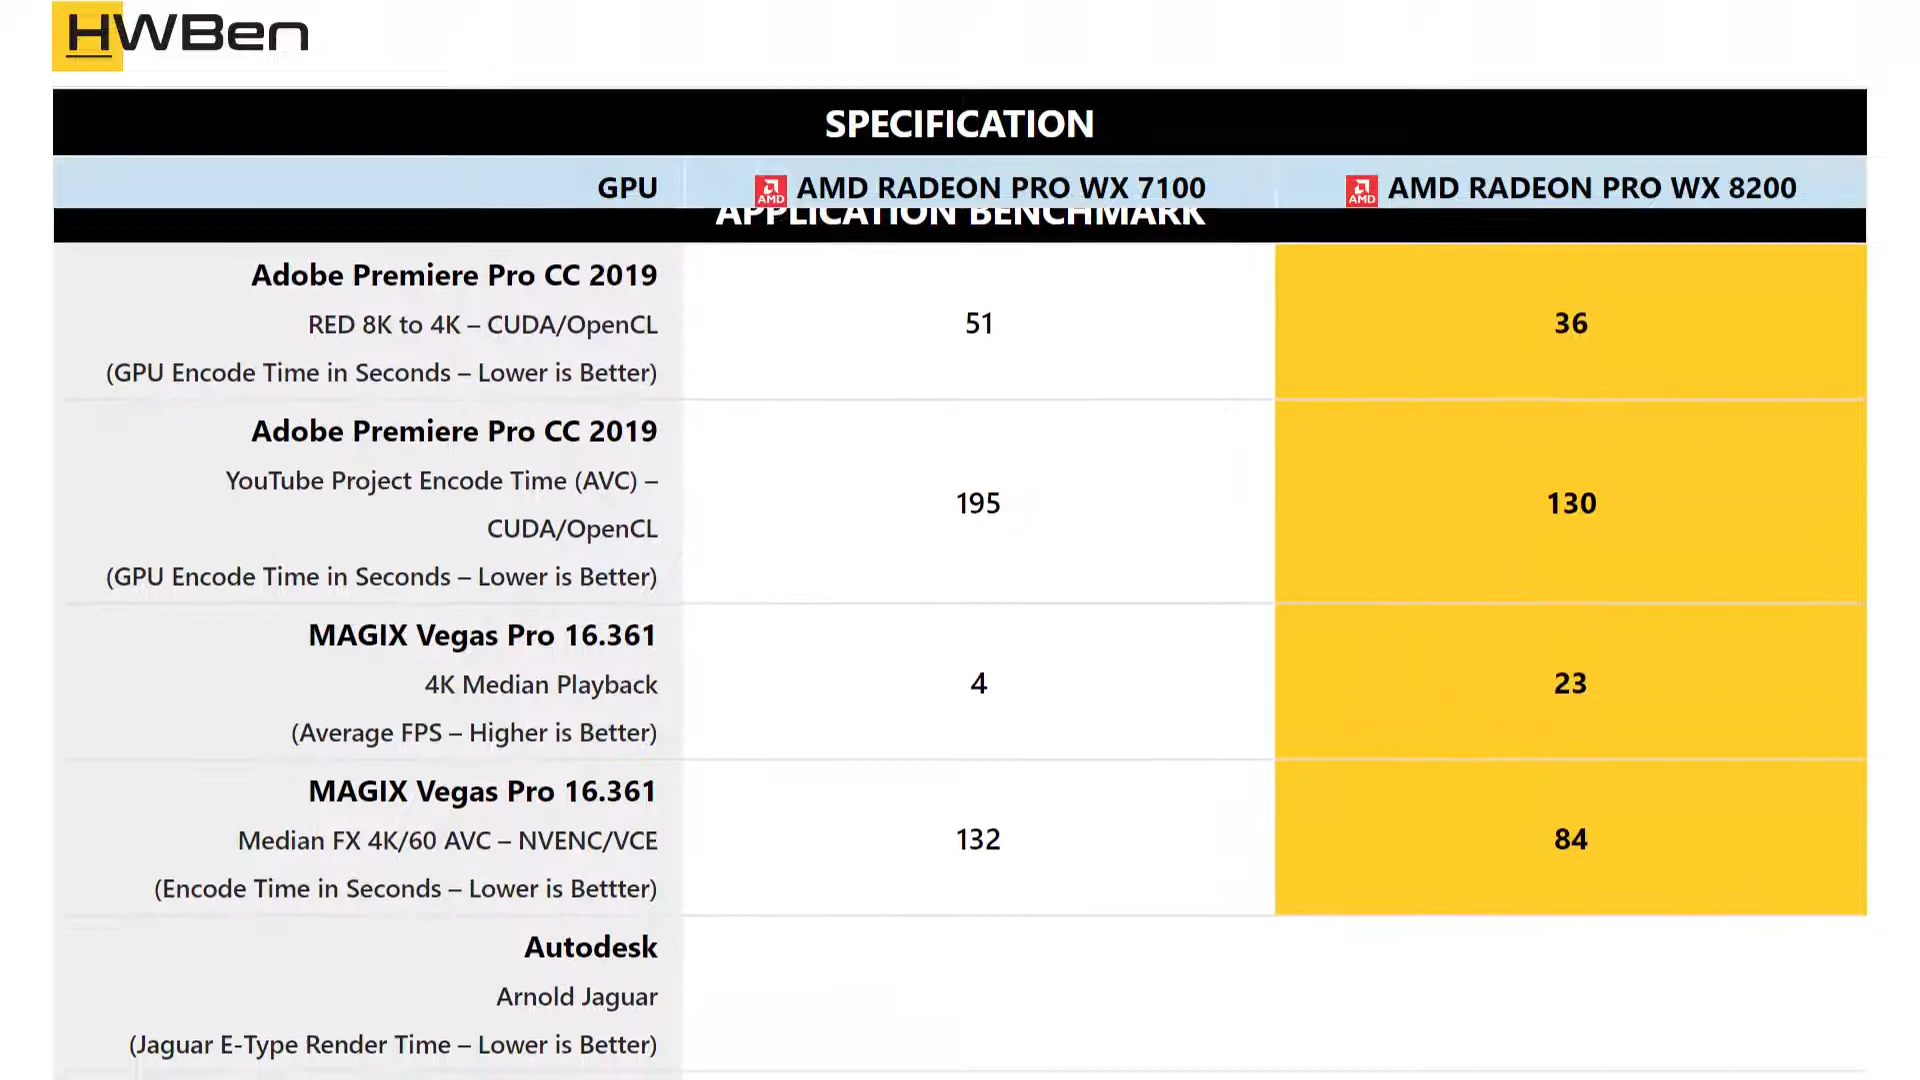 HWBen
SPECIFICATION
GPU AMD AMD RADEON PRO WX 7100 AMD AMD RADEON PRO WX 8200
APPLICATION BENCHMARK
Adobe Premiere Pro CC 2019
RED 8K to 4K – CUDA/OpenCL 51 36
(GPU Encode Time in Seconds – Lower is Better)
Adobe Premiere Pro CC 2019
YouTube Project Encode Time (AVC) –
195 130
CUDA/OpenCL
(GPU Encode Time in Seconds – Lower is Better)
MAGIX Vegas Pro 16.361
4K Median Playback 4 23
(Average FPS – Higher is Better)
MAGIX Vegas Pro 16.361
Median FX 4K/60 AVC – NVENC/VCE 132 84
(Encode Time in Seconds – Lower is Bettter)
Autodesk
Arnold Jaguar
(Jaguar E-Type Render Time – Lower is Better)